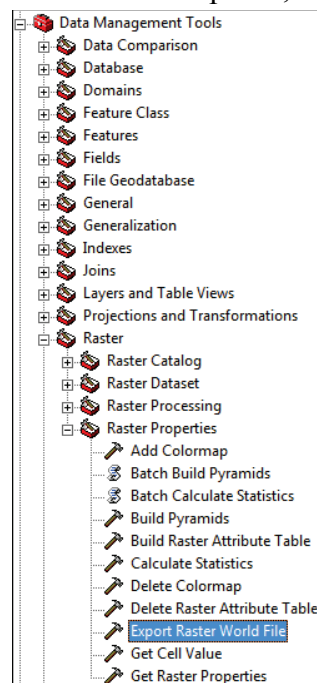 Data Management Tools
Data Comparison
Database
Domains
Feature Class
Features
Fields
File Geodatabase
General
Generalization
Indexes
Joins
Layers and Table Views
Projections and Transformations
Raster
Raster Catalog
Raster Dataset
Raster Processing
Raster Properties
Add Colormap
Batch Build Pyramids
Batch Calculate Statistics
Build Pyramids
Build Raster Attribute Table
Calculate Statistics
Delete Colormap
Delete Raster Attribute Table
Export Raster World File
Get Cell Value
Get Raster Properties